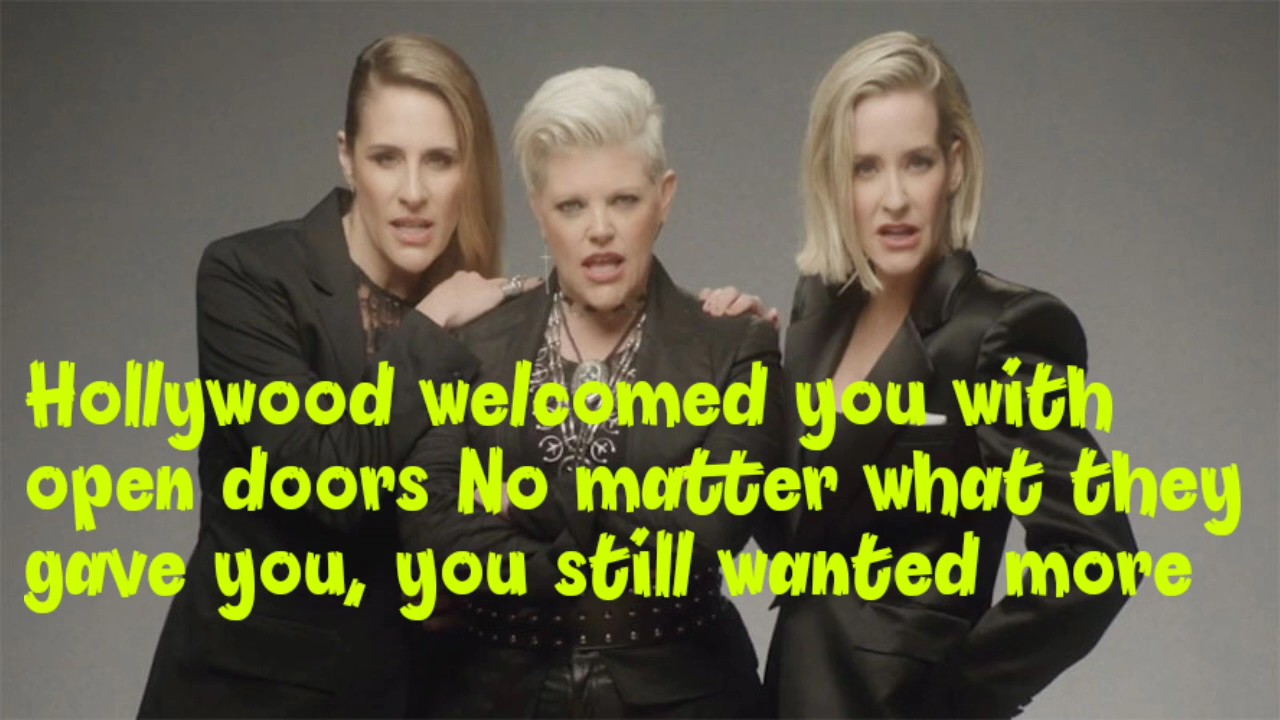 Hollywood welcomed you with
open doors No matter what they
gave you, you still wanted more